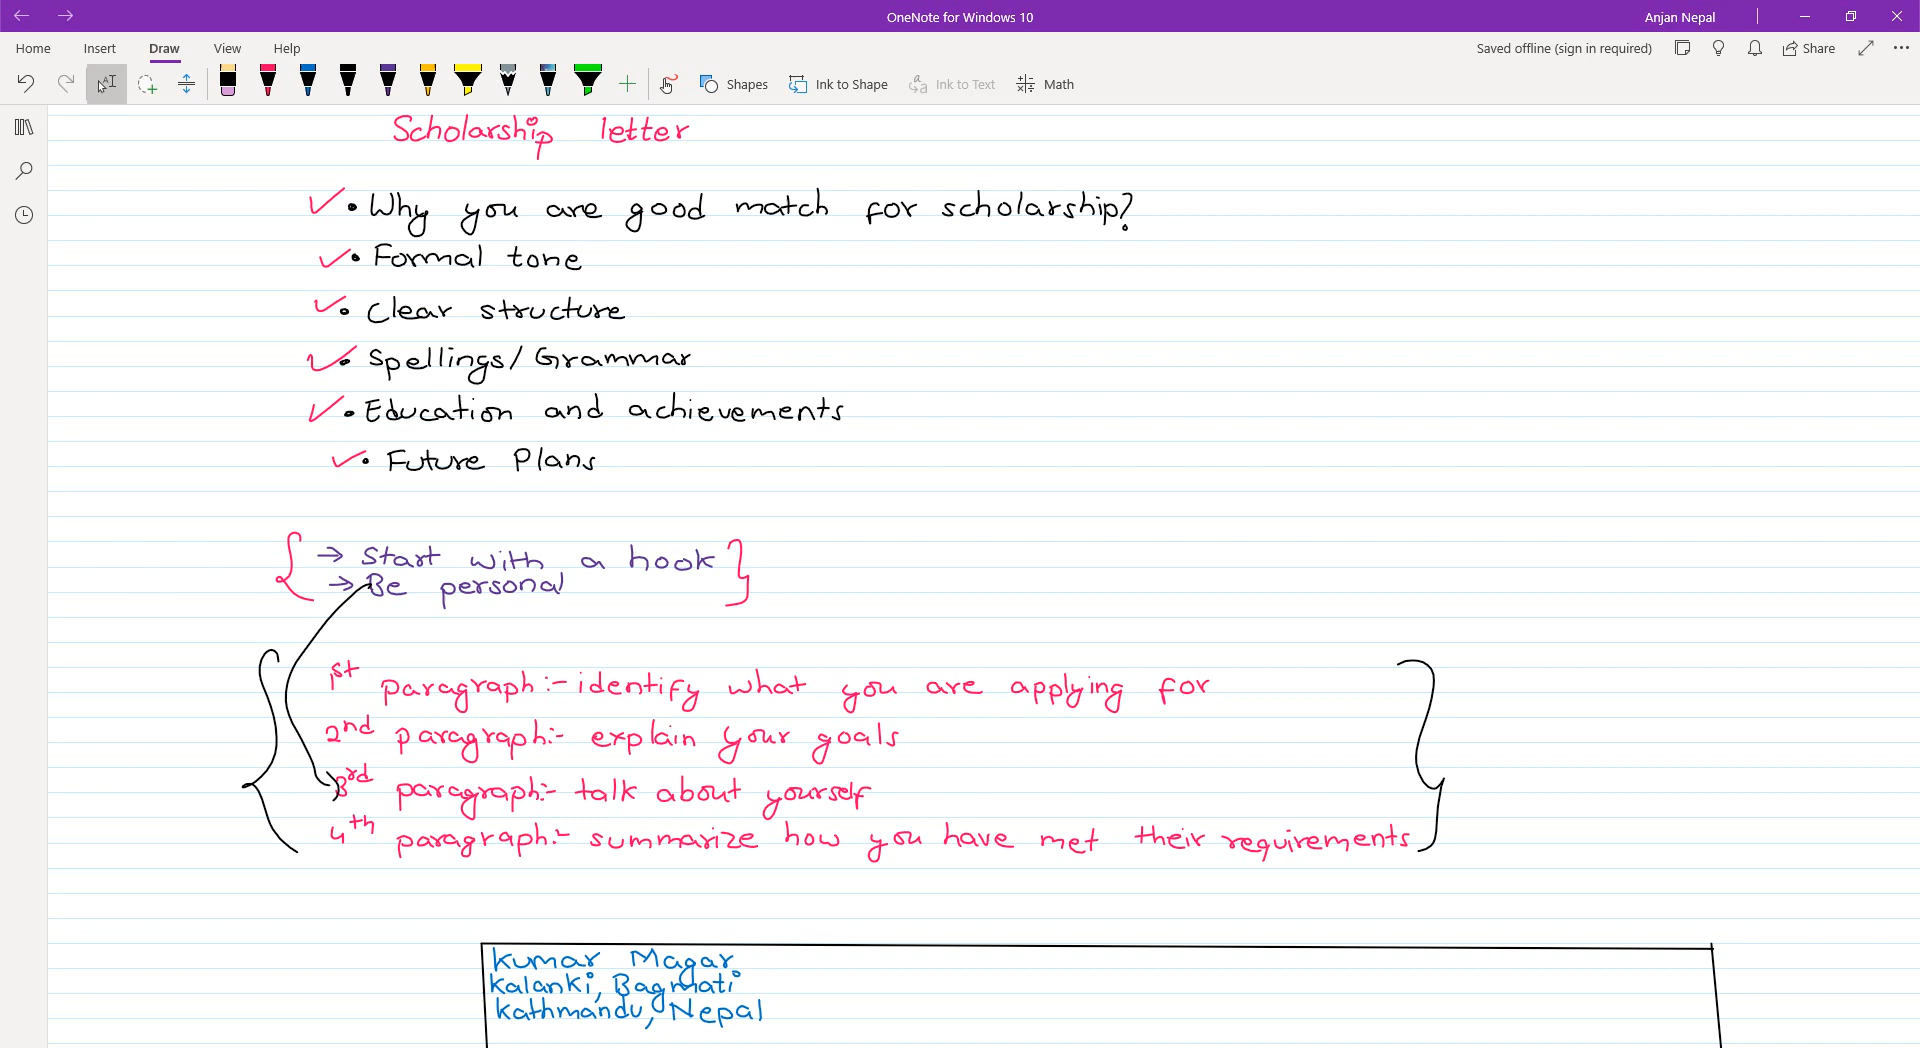 OneNote for Windows 10
Anjan Nepal
Home Insert Draw View Help
Saved offline (sign in required)
Share
Shapes
Ink to Shape
Ink to Text
Math
Scholarship letter
✓ • Why you are good match for scholarship?
✓ • Formal tone
✓ • Clear structure
✓ • Spellings/Grammar
✓ • Education and achievements
✓ • Future Plans
{ → Start with a hook }
→ Be personal
1st paragraph:- identify what you are applying for
2nd paragraph:- explain your goals
3rd paragraph:- talk about yourself
4th paragraph:- summarize how you have met their requirements
Kumar Magar
Kalanki, Bagmati
Kathmandu, Nepal